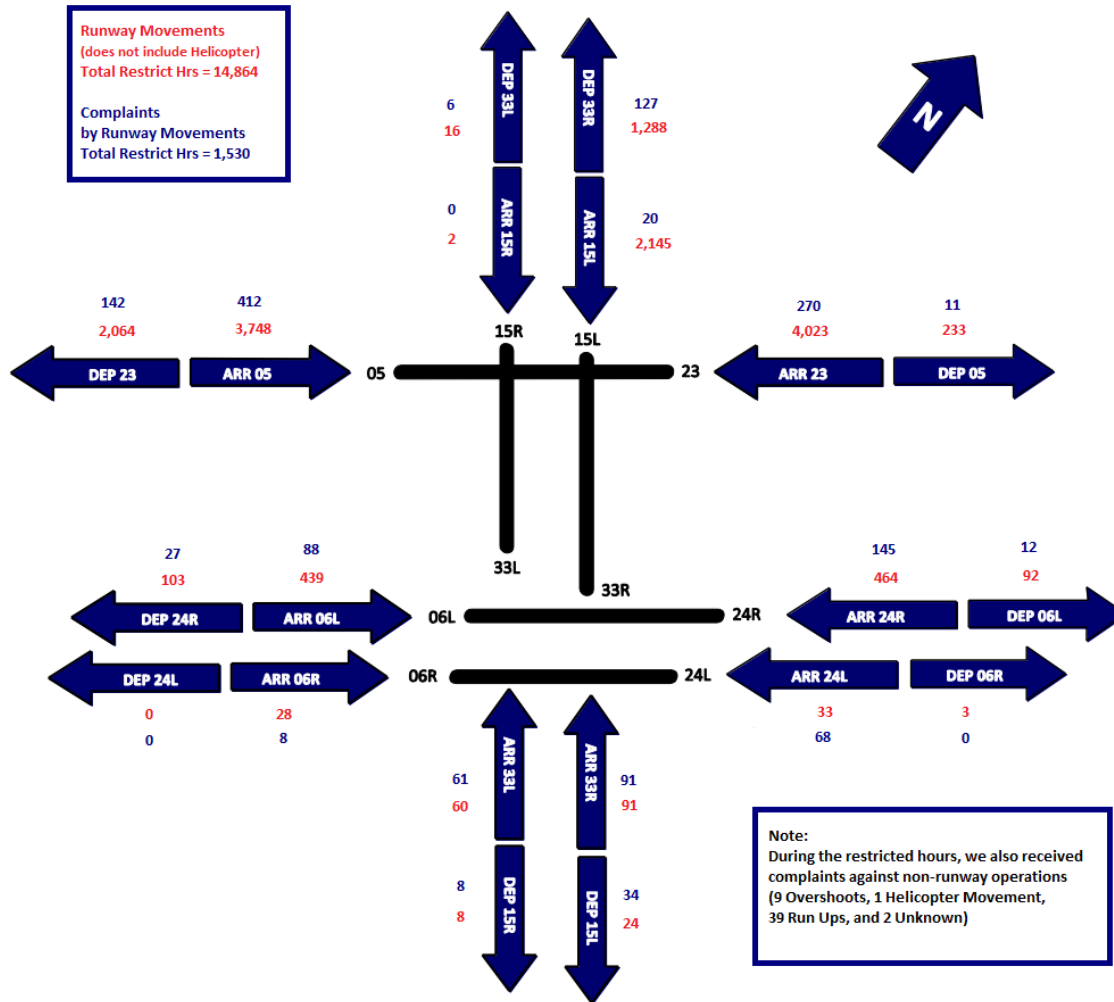 Runway Movements
(does not include Helicopter)
Total Restrict Hrs = 14,864
Complaints
by Runway Movements
Total Restrict Hrs = 1,530
DEP 33L
DEP 33R
6
16
127
1,288
N
ARR 15R
ARR 15L
0
2
20
2,145
142
2,064
412
3,748
270
4,023
11
233
15R
15L
DEP 23
ARR 05
05
23
ARR 23
DEP 05
27
103
88
439
33L
33R
145
464
12
92
DEP 24R
ARR 06L
06L
24R
ARR 24R
DEP 06L
DEP 24L
ARR 06R
06R
24L
ARR 24L
DEP 06R
0
0
28
8
33
68
3
0
ARR 33L
ARR 33R
61
60
91
91
DEP 15R
DEP 15L
8
8
34
24
Note:
During the restricted hours, we also received
complaints against non-runway operations
(9 Overshoots, 1 Helicopter Movement,
39 Run Ups, and 2 Unknown)